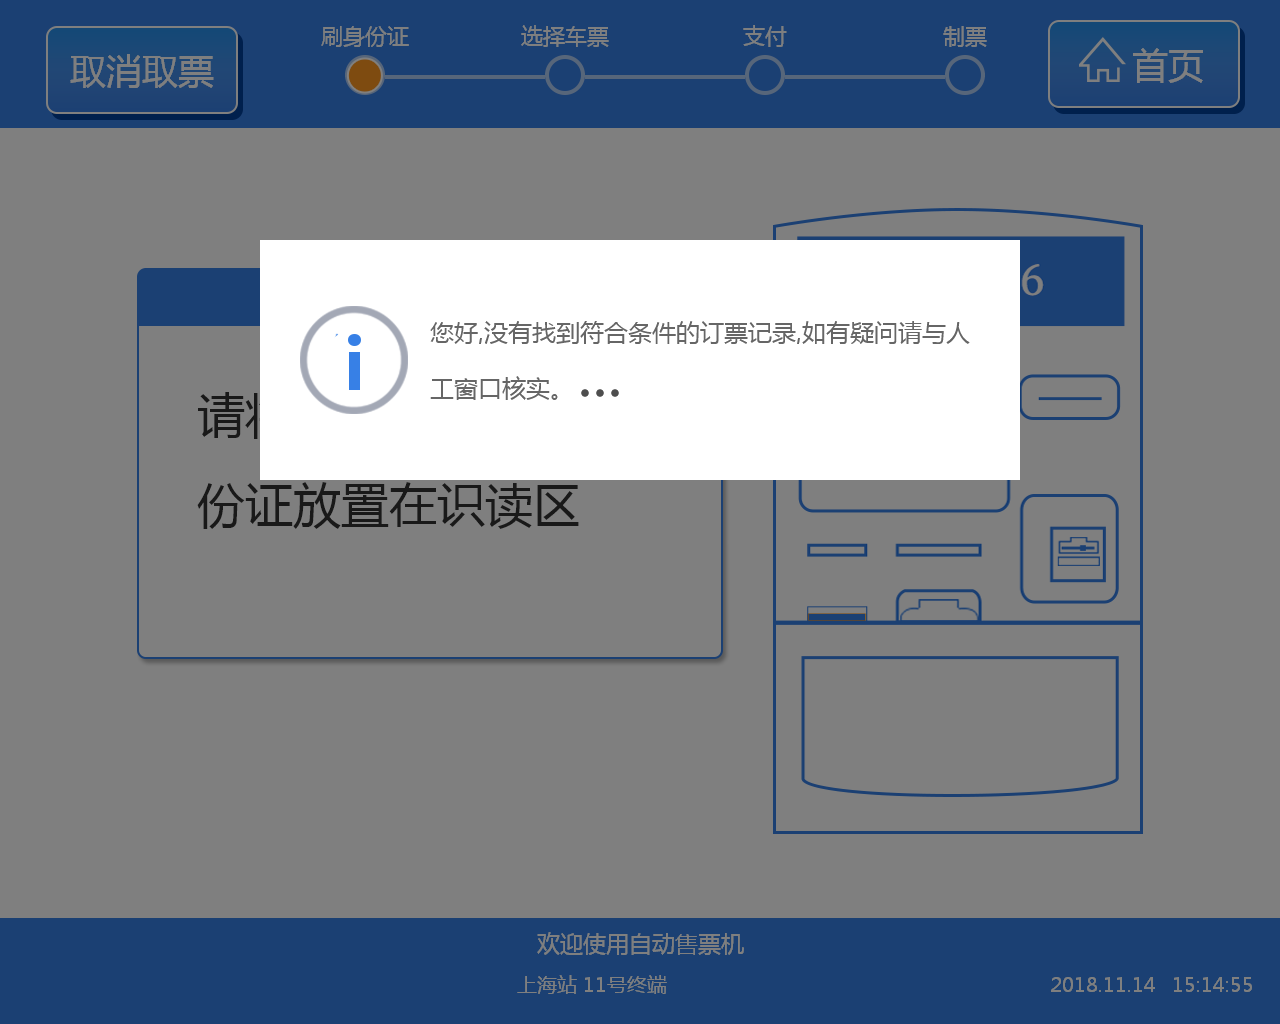 取消取票
刷身份证
选择车票
支付
制票
首页
6
您好,没有找到符合条件的订票记录,如有疑问请与人
工窗口核实。 •••
请
份证放置在识读区
欢迎使用自动售票机
上海站 11号终端
2018.11.14 15:14:55